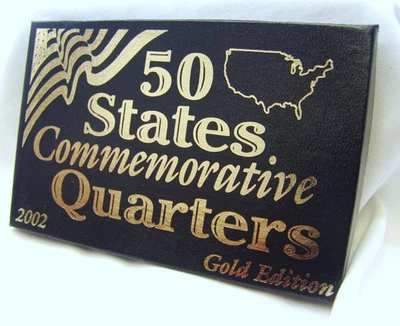 50
States
Commemorative
Quarters
2002
Gold Edition